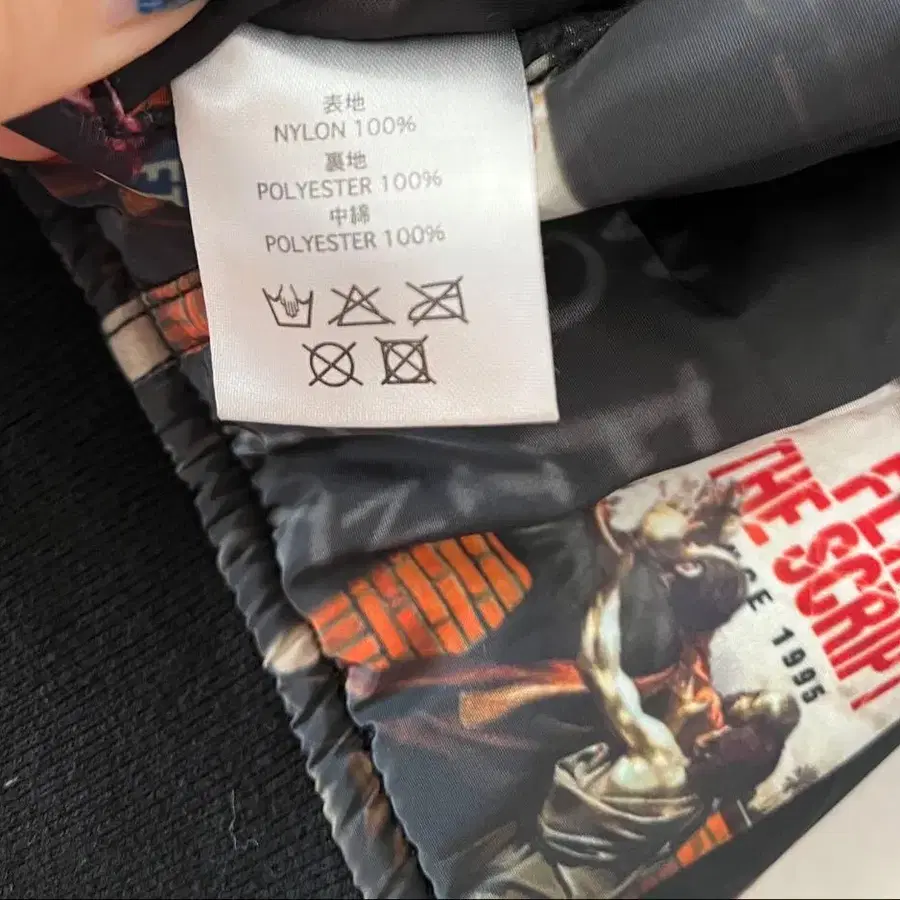 表地
NYLON 100%
裏地
POLYESTER 100%
中綿
POLYESTER 100%
THE SCRIPT
1995